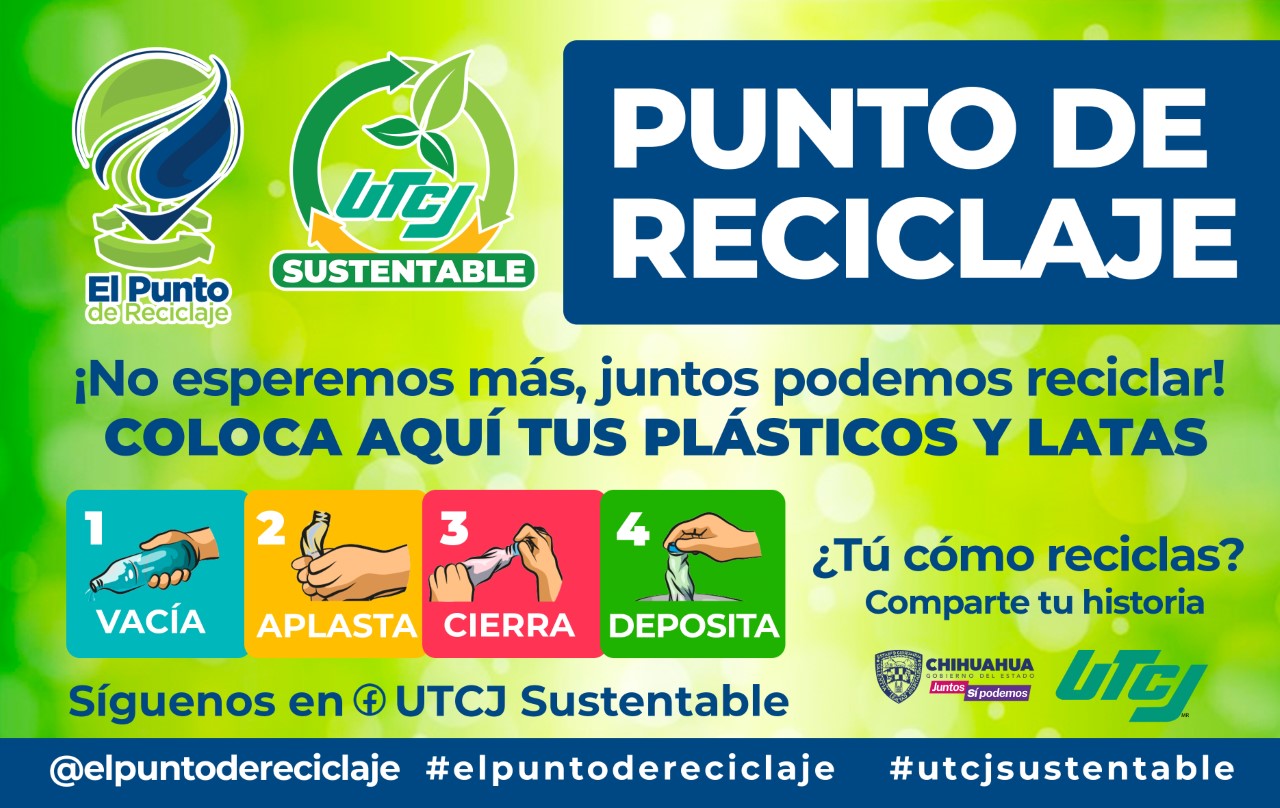 El Punto
de Reciclaje
UTCJ
SUSTENTABLE
PUNTO DE
RECICLAJE
¡No esperemos más, juntos podemos reciclar!
COLOCA AQUÍ TUS PLÁSTICOS Y LATAS
1
VACÍA
2
APLASTA
3
CIERRA
4
DEPOSITA
¿Tú cómo reciclas?
Comparte tu historia
CHIHUAHUA
GOBIERNO DEL ESTADO
Juntos Sí podemos
UTCJ
MR
Síguenos en UTCJ Sustentable
@elpuntodereciclaje #elpuntodereciclaje #utcjsustentable